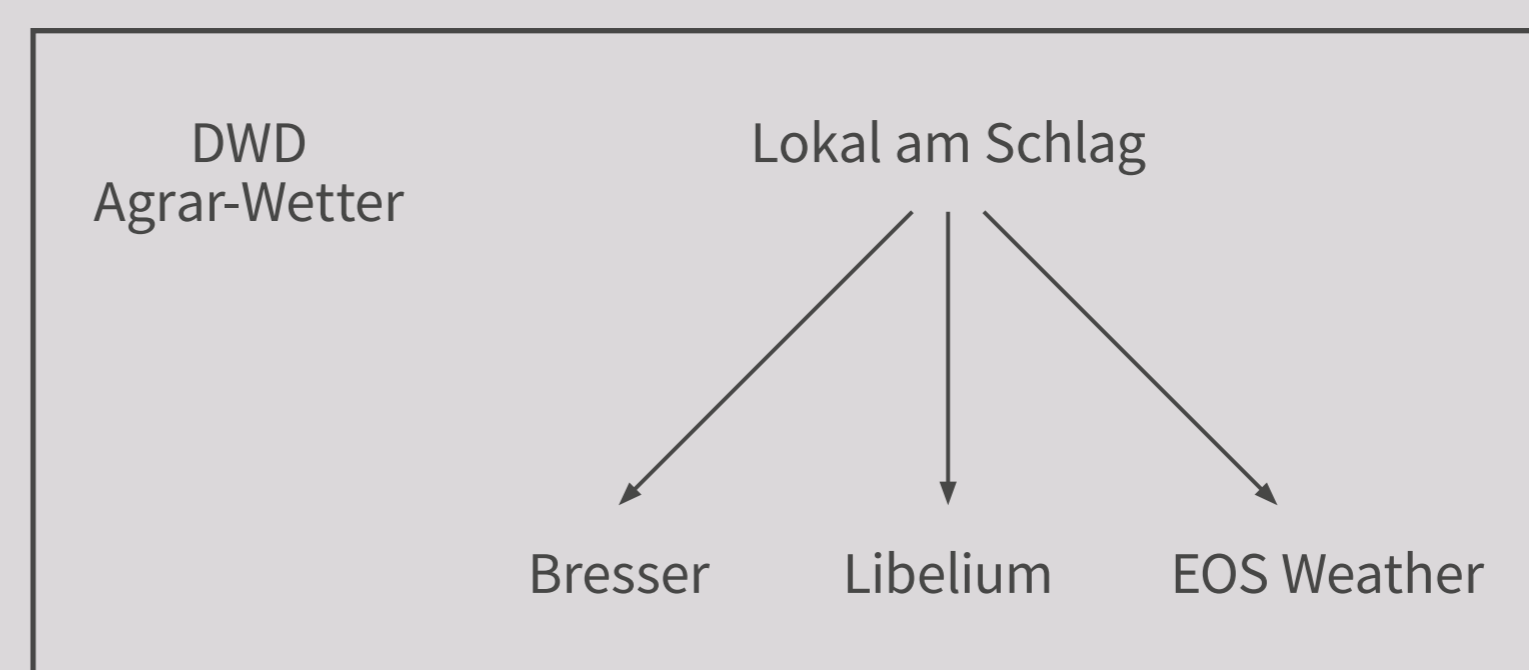 DWD
Agrar-Wetter
Lokal am Schlag
Bresser
Libelium
EOS Weather